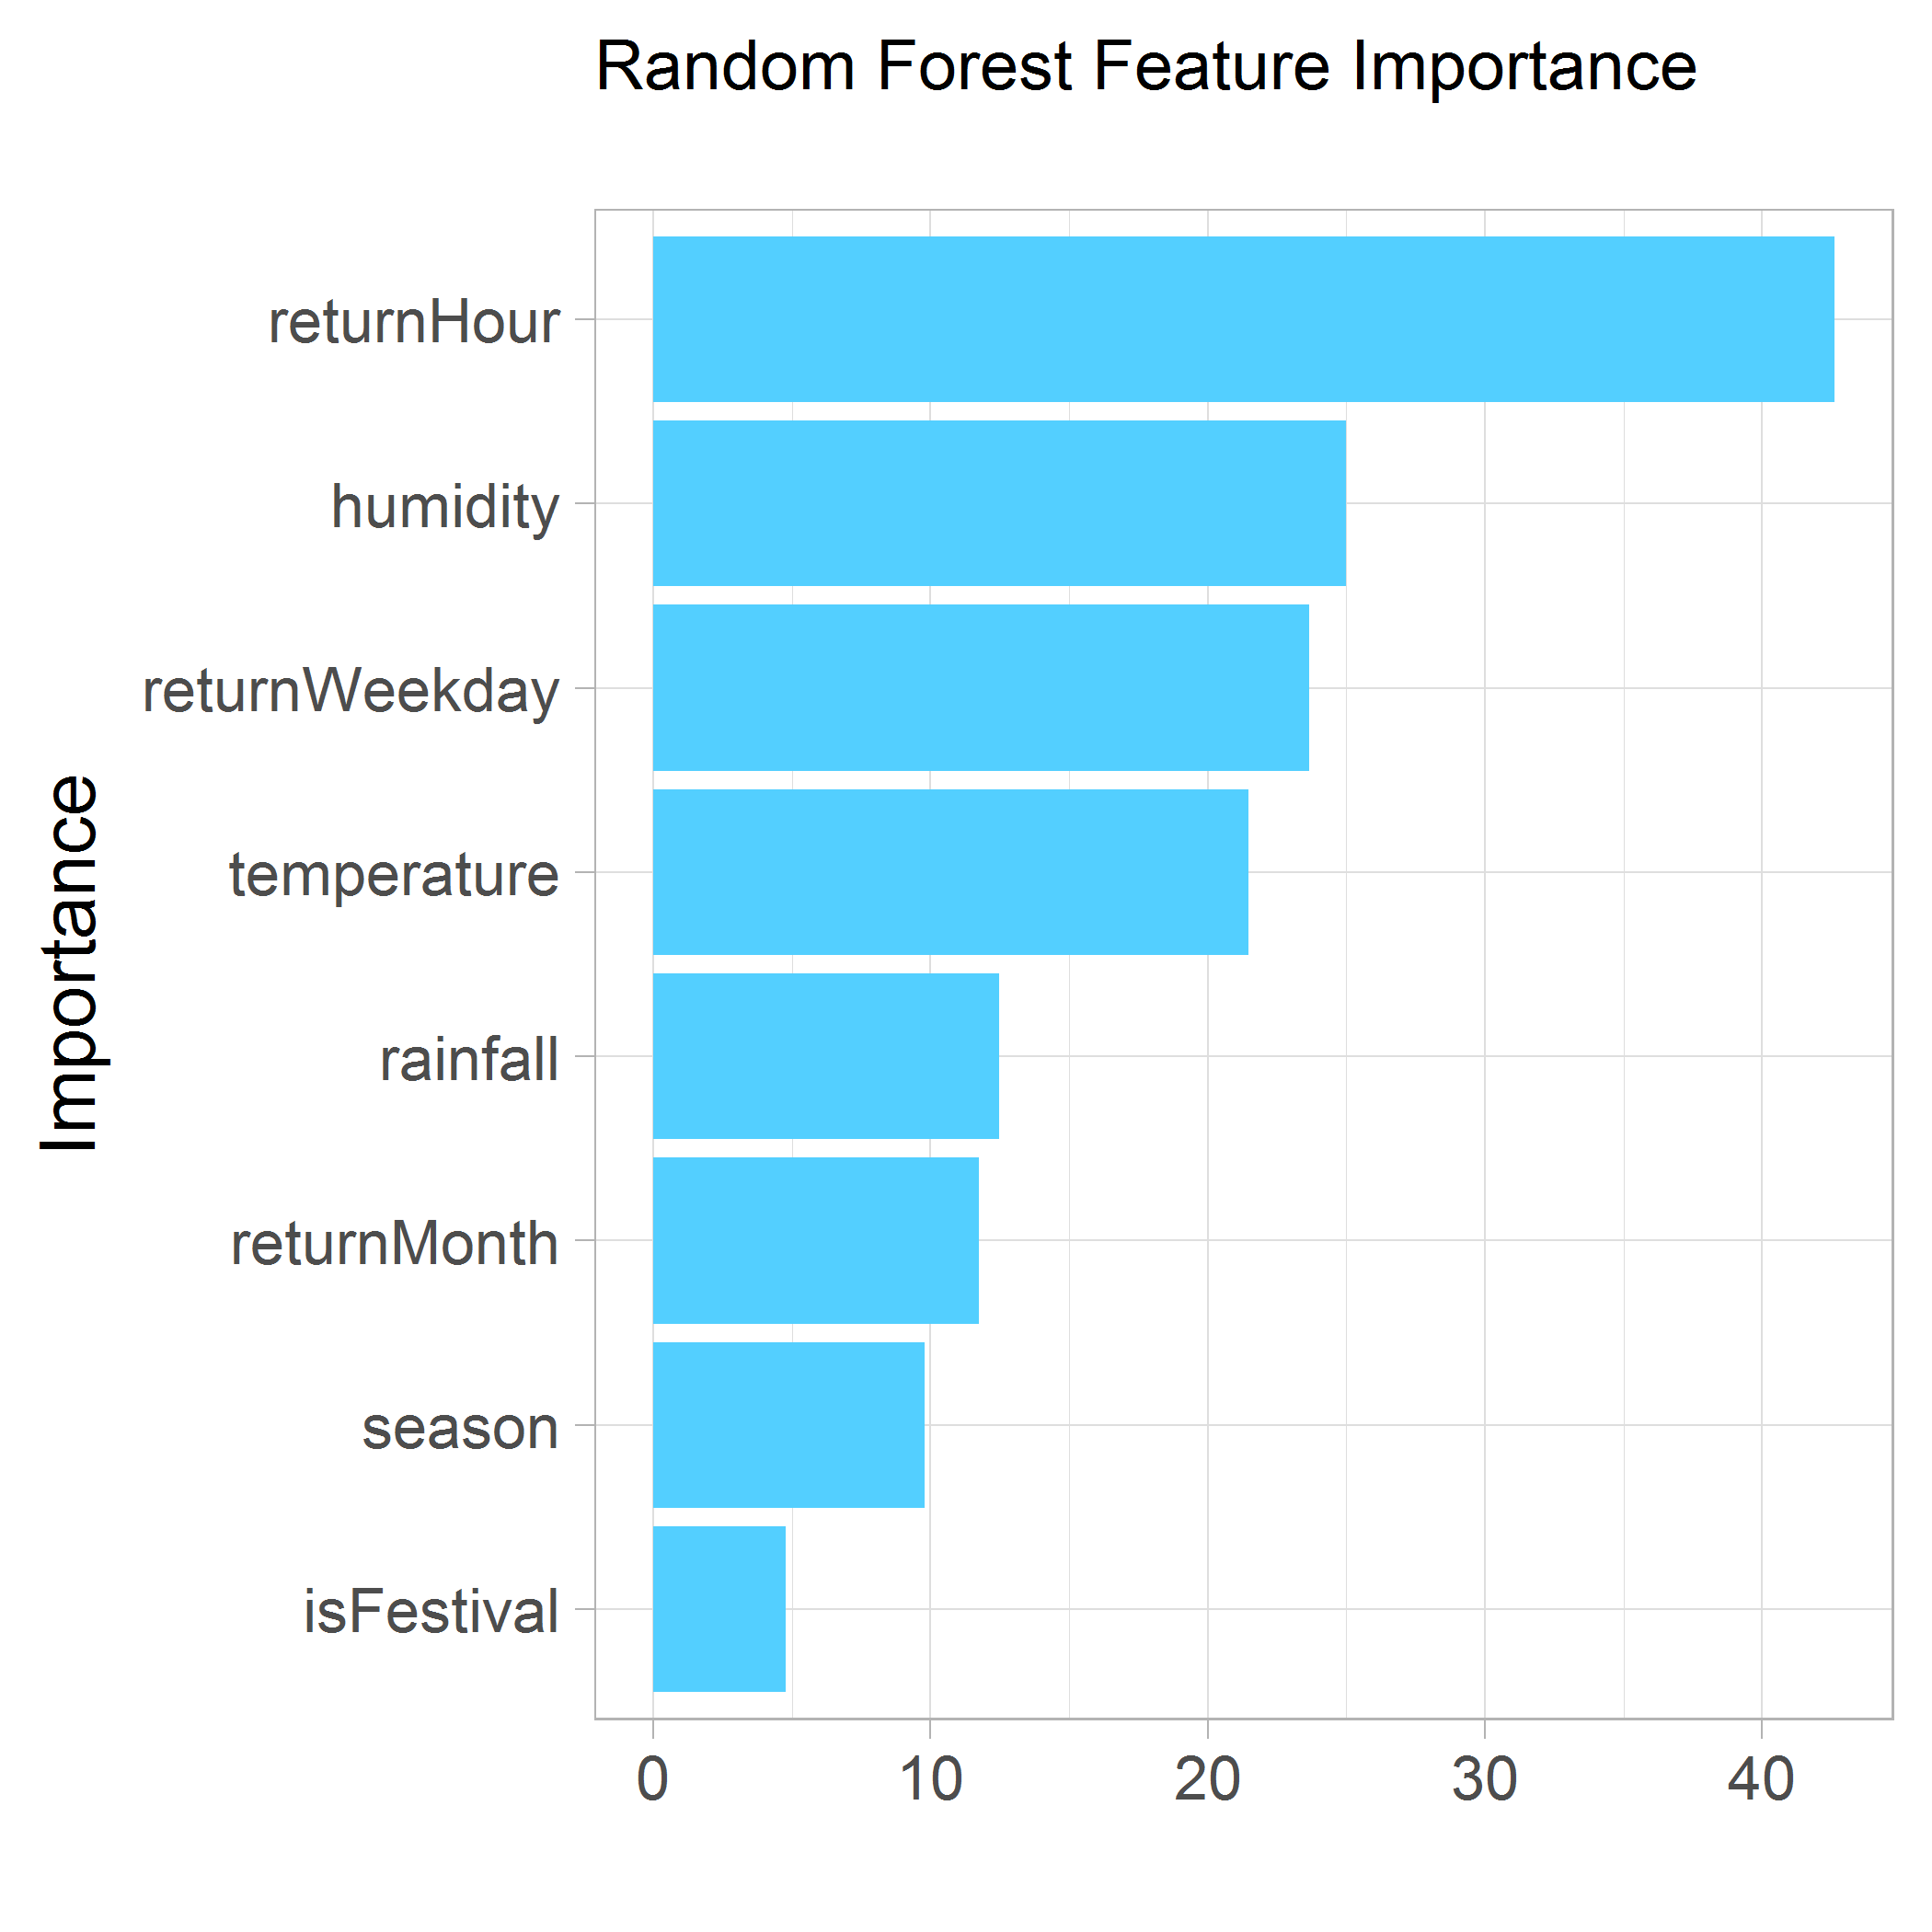 Random Forest Feature Importance
Importance
returnHour
humidity
returnWeekday
temperature
rainfall
returnMonth
season
isFestival
0 10 20 30 40